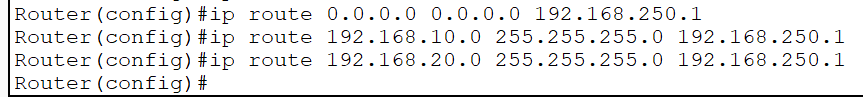 Router(config)#ip route 0.0.0.0 0.0.0.0 192.168.250.1
Router(config)#ip route 192.168.10.0 255.255.255.0 192.168.250.1
Router(config)#ip route 192.168.20.0 255.255.255.0 192.168.250.1
Router(config)#